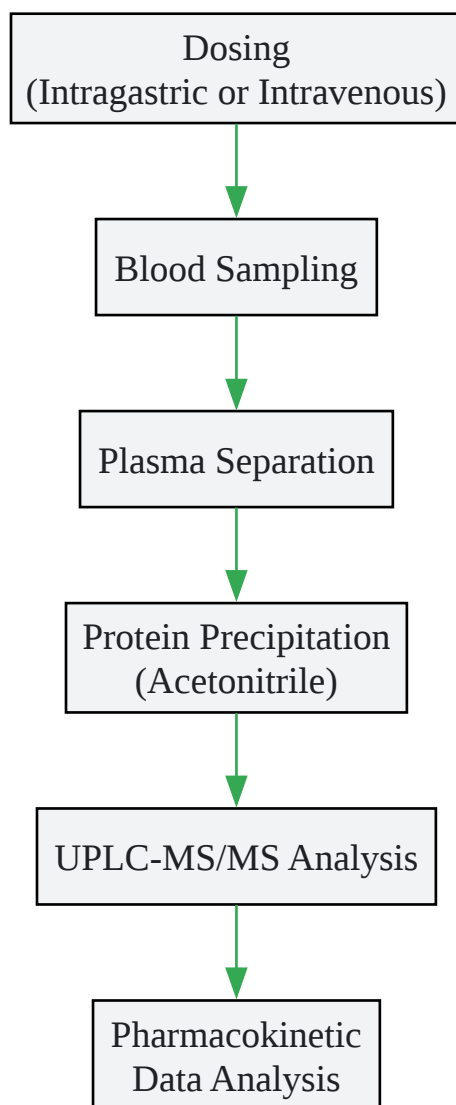 Dosing
(Intragastric or Intravenous)
Blood Sampling
Plasma Separation
Protein Precipitation
(Acetonitrile)
UPLC-MS/MS Analysis
Pharmacokinetic
Data Analysis